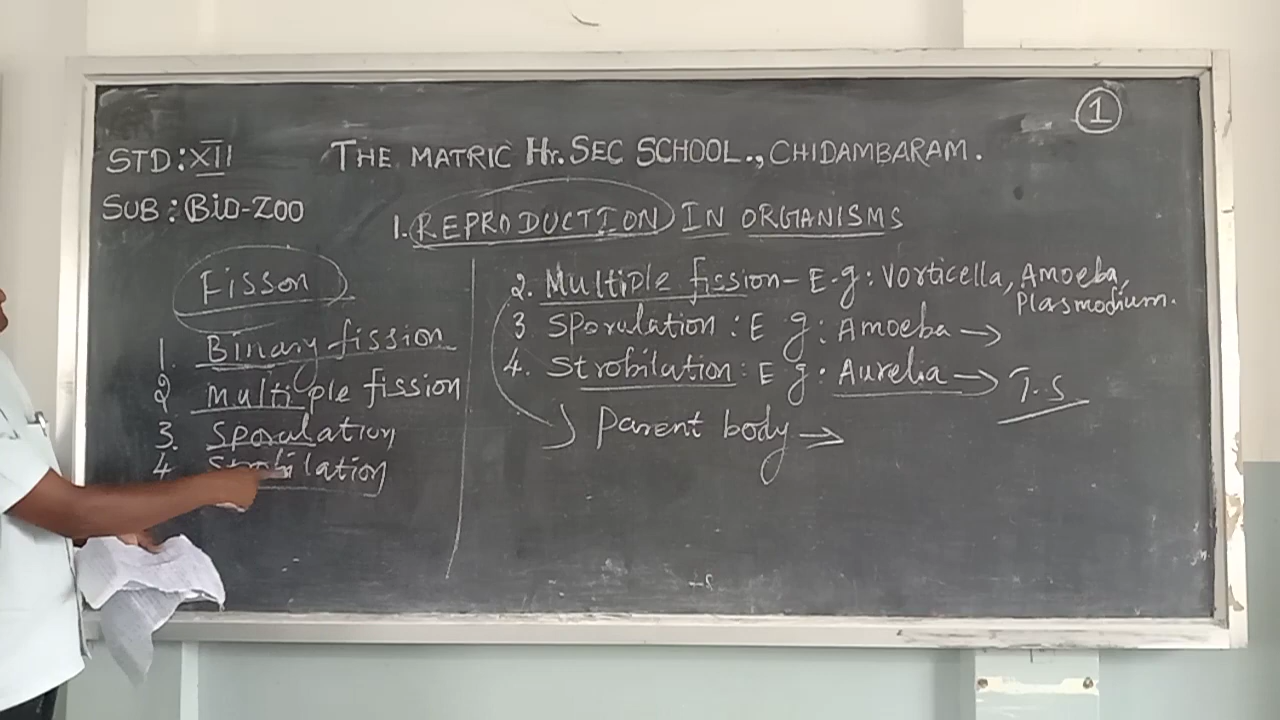 1
STD: XII
THE MATRIC Hr. SEC SCHOOL., CHIDAMBARAM.
SUB: BIO-ZOO
1. REPRODUCTION IN ORGANISMS
Fisson
1. Binary fission
2 Multiple fission
3. Sporulation
4. Strobilation
2. Multiple fission - E.g: Vorticella, Amoeba,
Plasmodium.
3 Sporulation: E g: Amoeba →
4. Strobilation: E g. Aurelia → T.S.
Parent body →